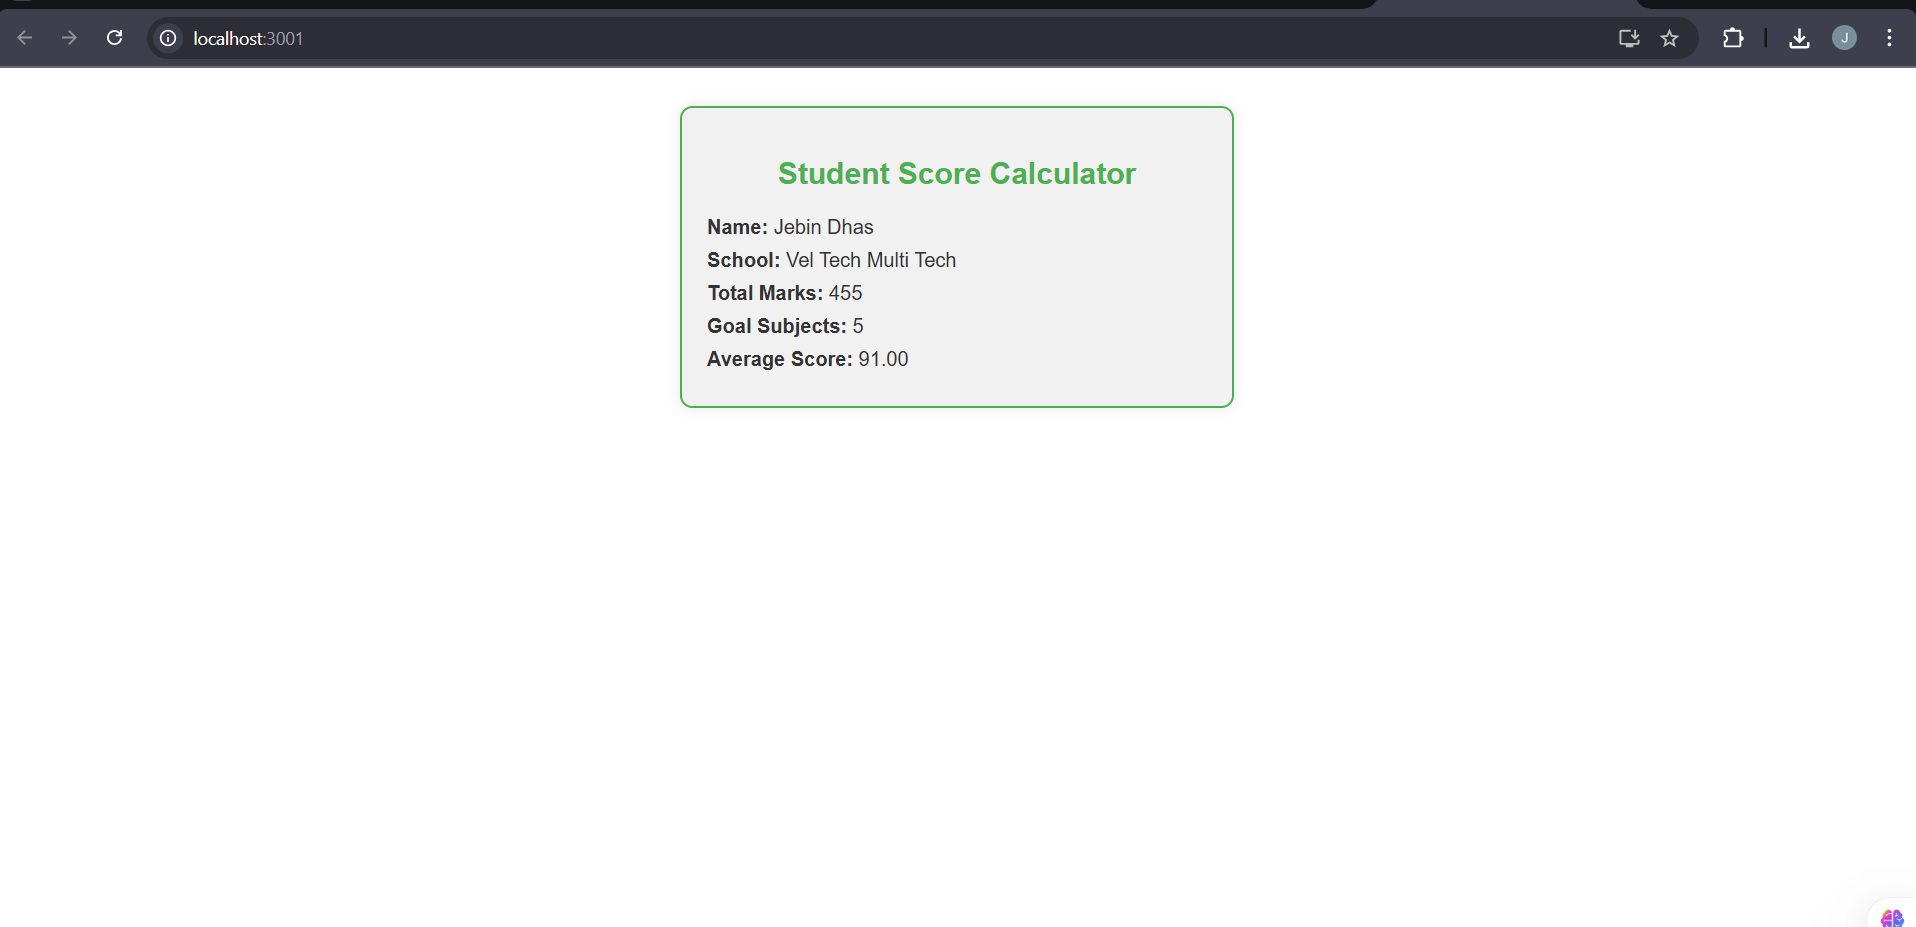 localhost:3001
J
Student Score Calculator
Name: Jebin Dhas
School: Vel Tech Multi Tech
Total Marks: 455
Goal Subjects: 5
Average Score: 91.00